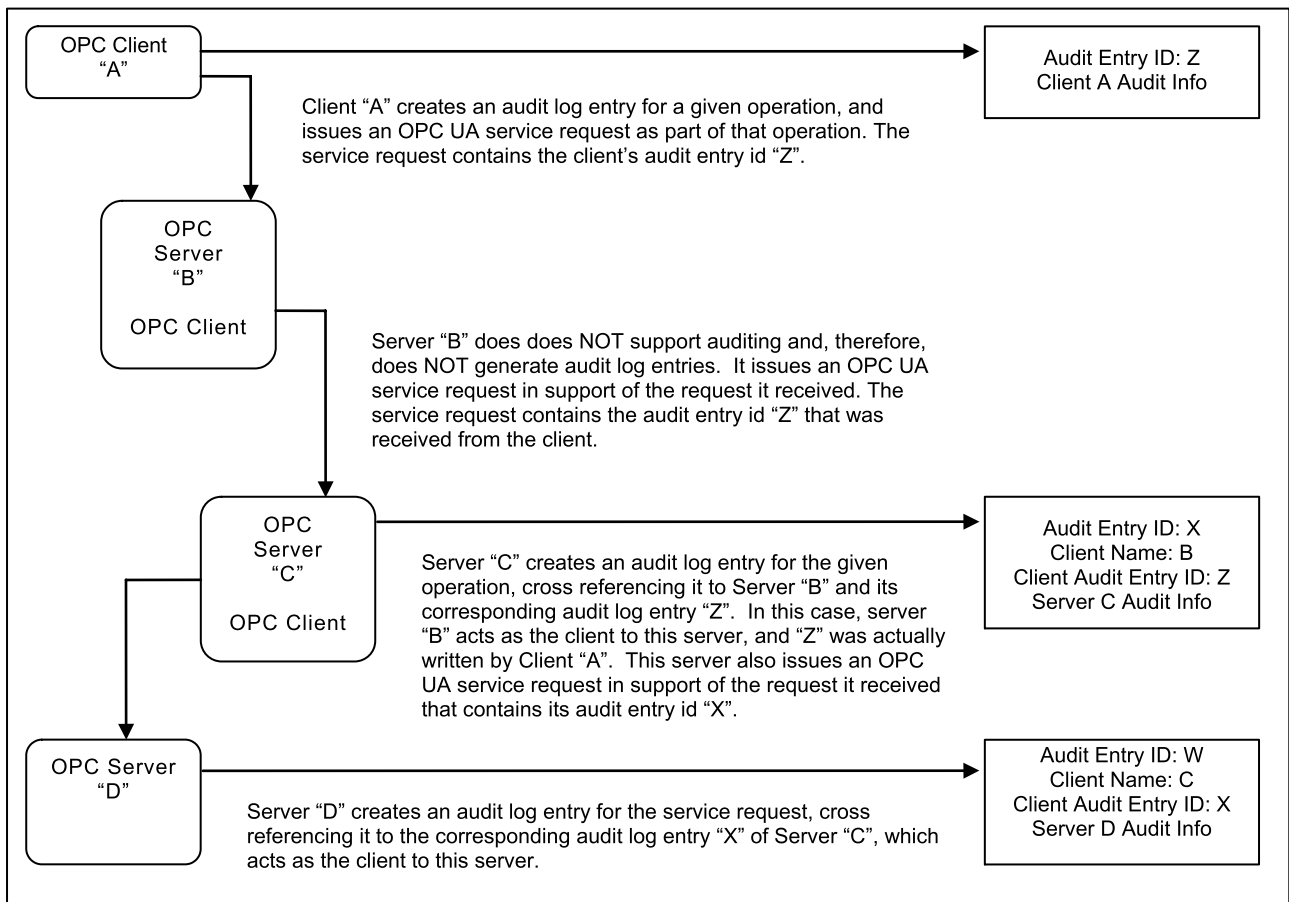 OPC Client
“A”
Audit Entry ID: Z
Client A Audit Info
Client “A” creates an audit log entry for a given operation, and
issues an OPC UA service request as part of that operation. The
service request contains the client’s audit entry id “Z”.
OPC
Server
“B”
OPC Client
Server “B” does does NOT support auditing and, therefore,
does NOT generate audit log entries.  It issues an OPC UA
service request in support of the request it received. The
service request contains the audit entry id “Z” that was
received from the client.
OPC
Server
“C”
OPC Client
Audit Entry ID: X
Client Name: B
Client Audit Entry ID: Z
Server C Audit Info
Server “C” creates an audit log entry for the given
operation, cross referencing it to Server “B” and its
corresponding audit log entry “Z”.  In this case, server
“B” acts as the client to this server, and “Z” was actually
written by Client “A”.  This server also issues an OPC
UA service request in support of the request it received
that contains its audit entry id “X”.
OPC Server
“D”
Audit Entry ID: W
Client Name: C
Client Audit Entry ID: X
Server D Audit Info
Server “D” creates an audit log entry for the service request, cross
referencing it to the corresponding audit log entry “X” of Server “C”, which
acts as the client to this server.